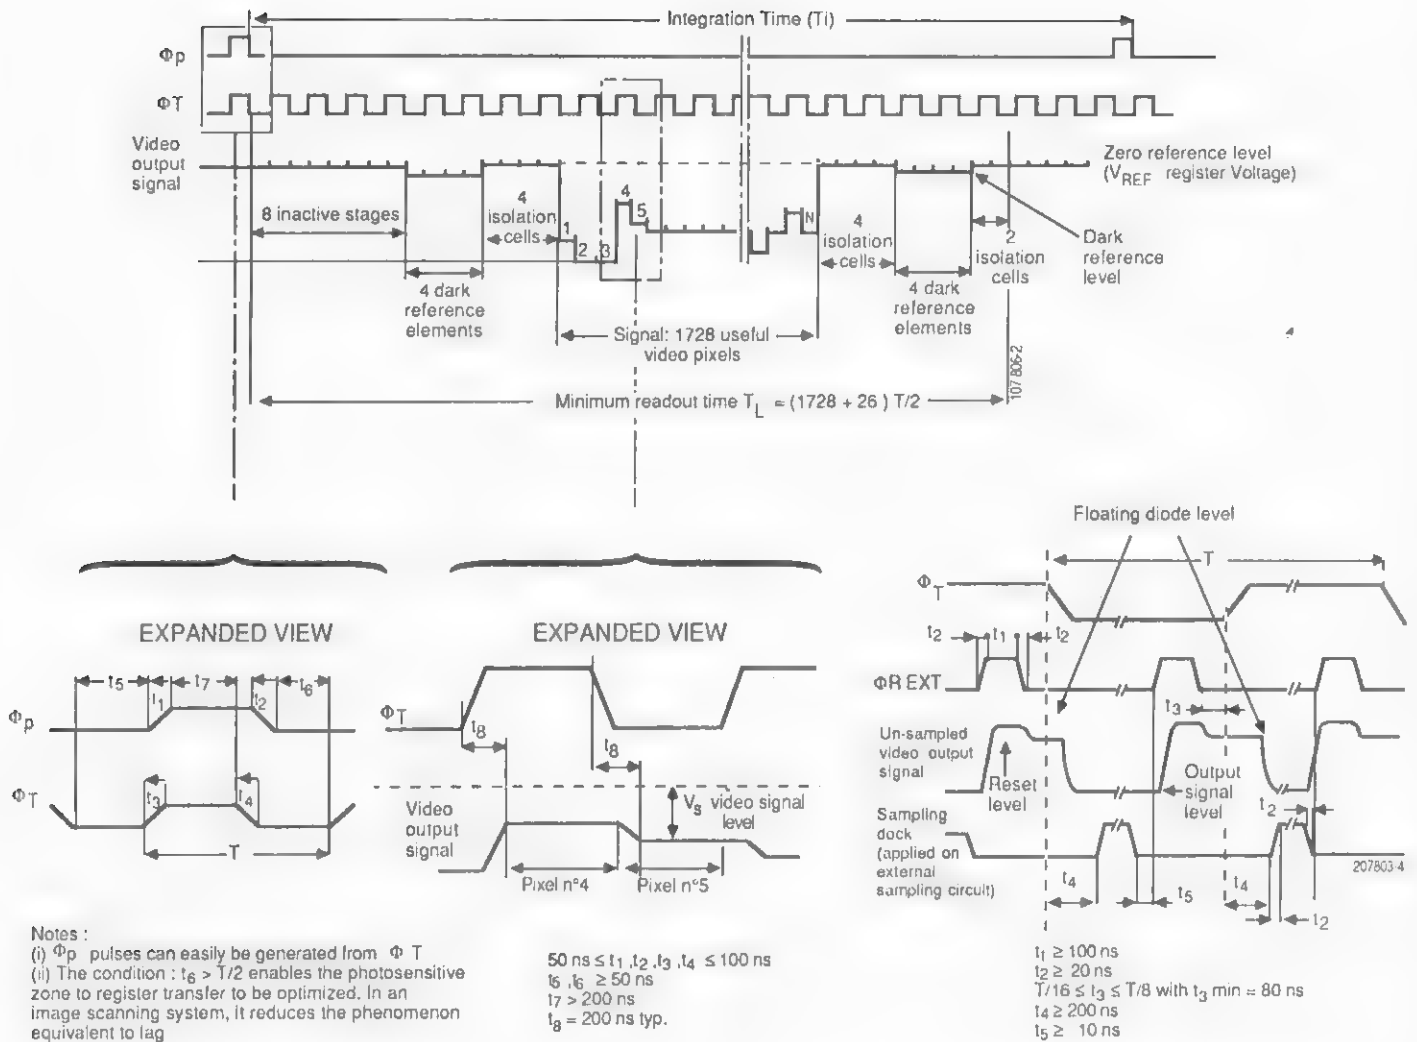 Integration Time (Ti)
Φp
ΦT
Video
output
signal
Zero reference level
(VREF register Voltage)
8 inactive stages
4
isolation
cells
1
2
3
4
5
N
4
isolation
cells
2
isolation
cells
Dark
reference
level
4 dark
reference
elements
4 dark
reference
elements
Signal: 1728 useful
video pixels
107 806-2
Minimum readout time TL = (1728 + 26 ) T/2
EXPANDED VIEW
t5
t1
t7
t2
t6
Φp
ΦT
t3
t4
T
EXPANDED VIEW
ΦT
t8
t8
Video
output
signal
Vs video signal
level
Pixel n°4
Pixel n°5
Floating diode level
T
ΦT
t2
t1
t2
ΦR EXT
t3
Un-sampled
video output
signal
Reset
level
Output
signal
level
t2
Sampling
dock
(applied on
external
sampling circuit)
t4
t5
t4
t2
207803-4
Notes :
(i) Φp pulses can easily be generated from Φ T
(ii) The condition : t6 > T/2 enables the photosensitive
zone to register transfer to be optimized. In an
image scanning system, it reduces the phenomenon
equivalent to lag
50 ns ≤ t1 ,t2 ,t3 ,t4 ≤ 100 ns
t5 ,t6 ≥ 50 ns
t7 > 200 ns
t8 = 200 ns typ.
t1 ≥ 100 ns
t2 ≥ 20 ns
T/16 ≤ t3 ≤ T/8 with t3 min = 80 ns
t4 ≥ 200 ns
t5 ≥ 10 ns